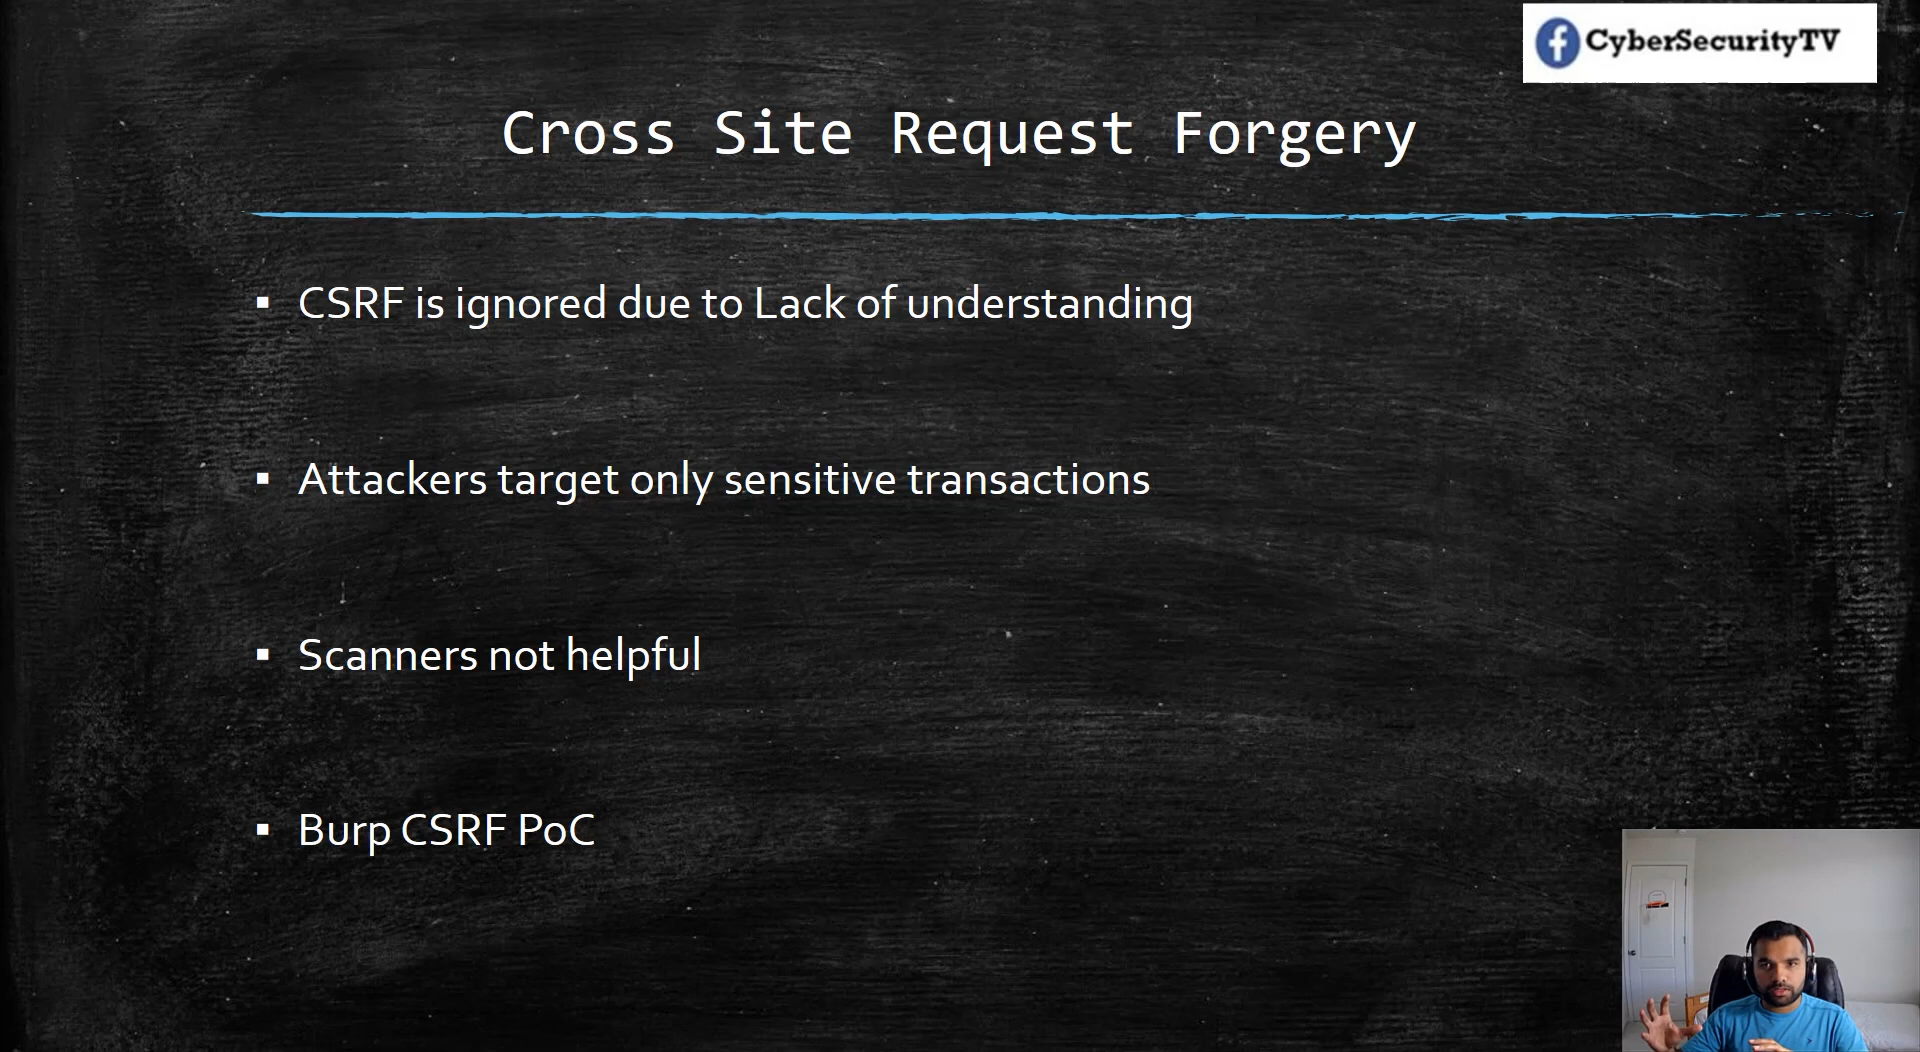 CyberSecurityTV
Cross Site Request Forgery
CSRF is ignored due to Lack of understanding
Attackers target only sensitive transactions
Scanners not helpful
Burp CSRF PoC